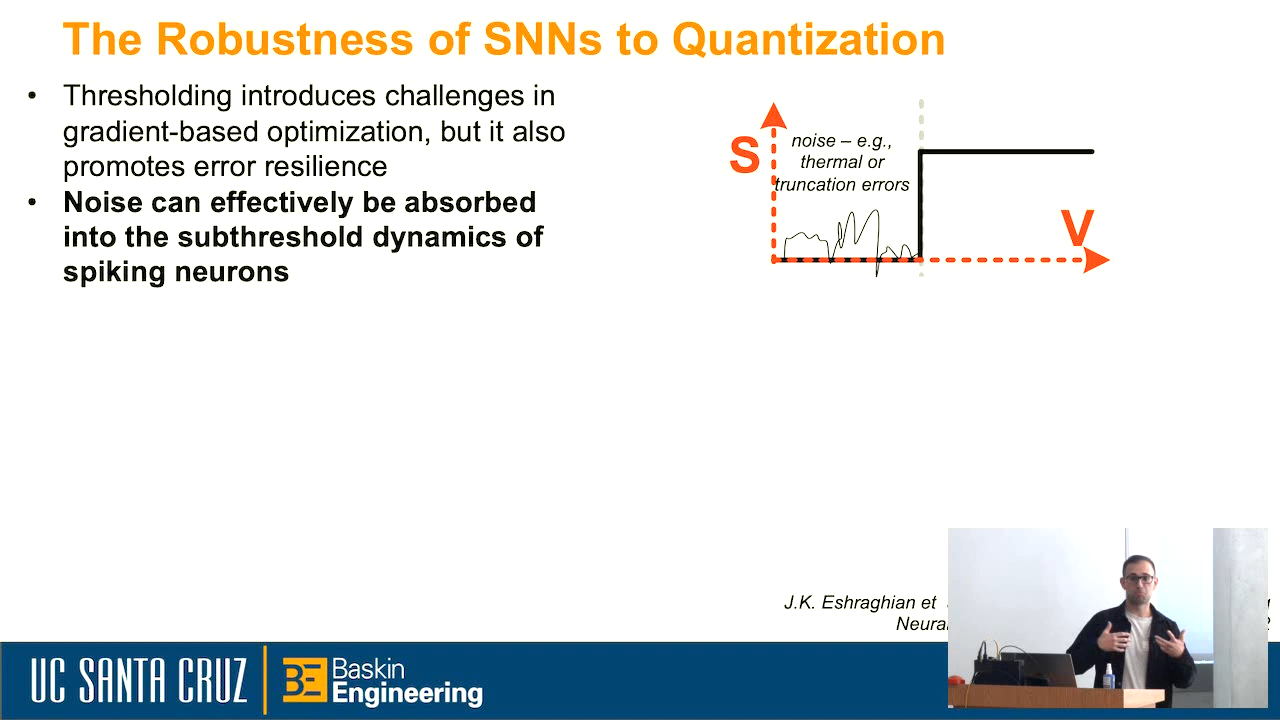 The Robustness of SNNs to Quantization
• Thresholding introduces challenges in
gradient-based optimization, but it also
promotes error resilience
• Noise can effectively be absorbed
into the subthreshold dynamics of
spiking neurons
noise – e.g.,
thermal or
truncation errors
S
V
J.K. Eshraghian et
UC SANTA CRUZ
BE Baskin
Engineering